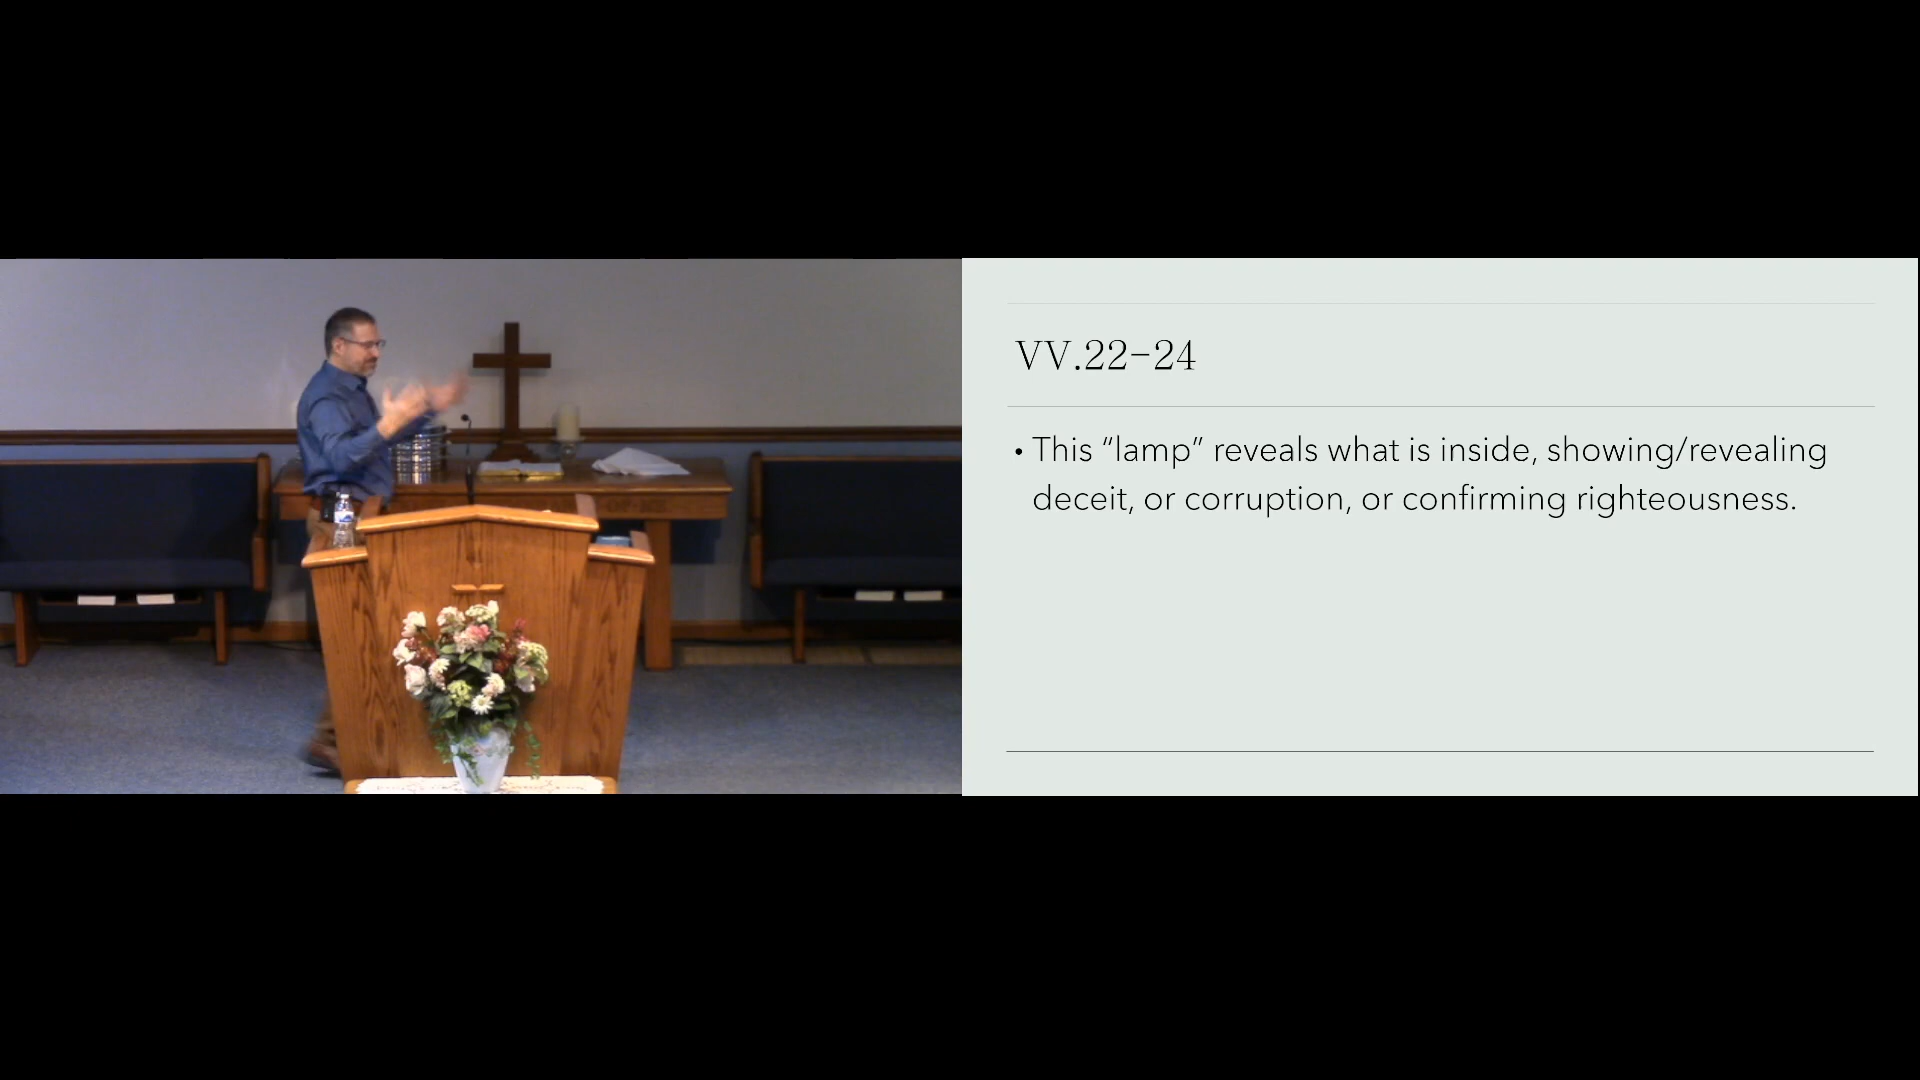 VV.22-24
• This “lamp” reveals what is inside, showing/revealing
deceit, or corruption, or confirming righteousness.